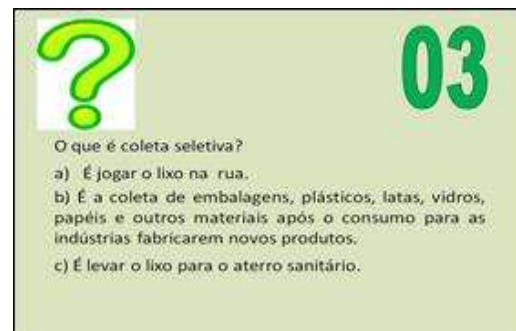 ?
03
O que é coleta seletiva?
a) É jogar o lixo na rua.
b) É a coleta de embalagens, plásticos, latas, vidros,
papéis e outros materiais após o consumo para as
indústrias fabricarem novos produtos.
c) É levar o lixo para o aterro sanitário.